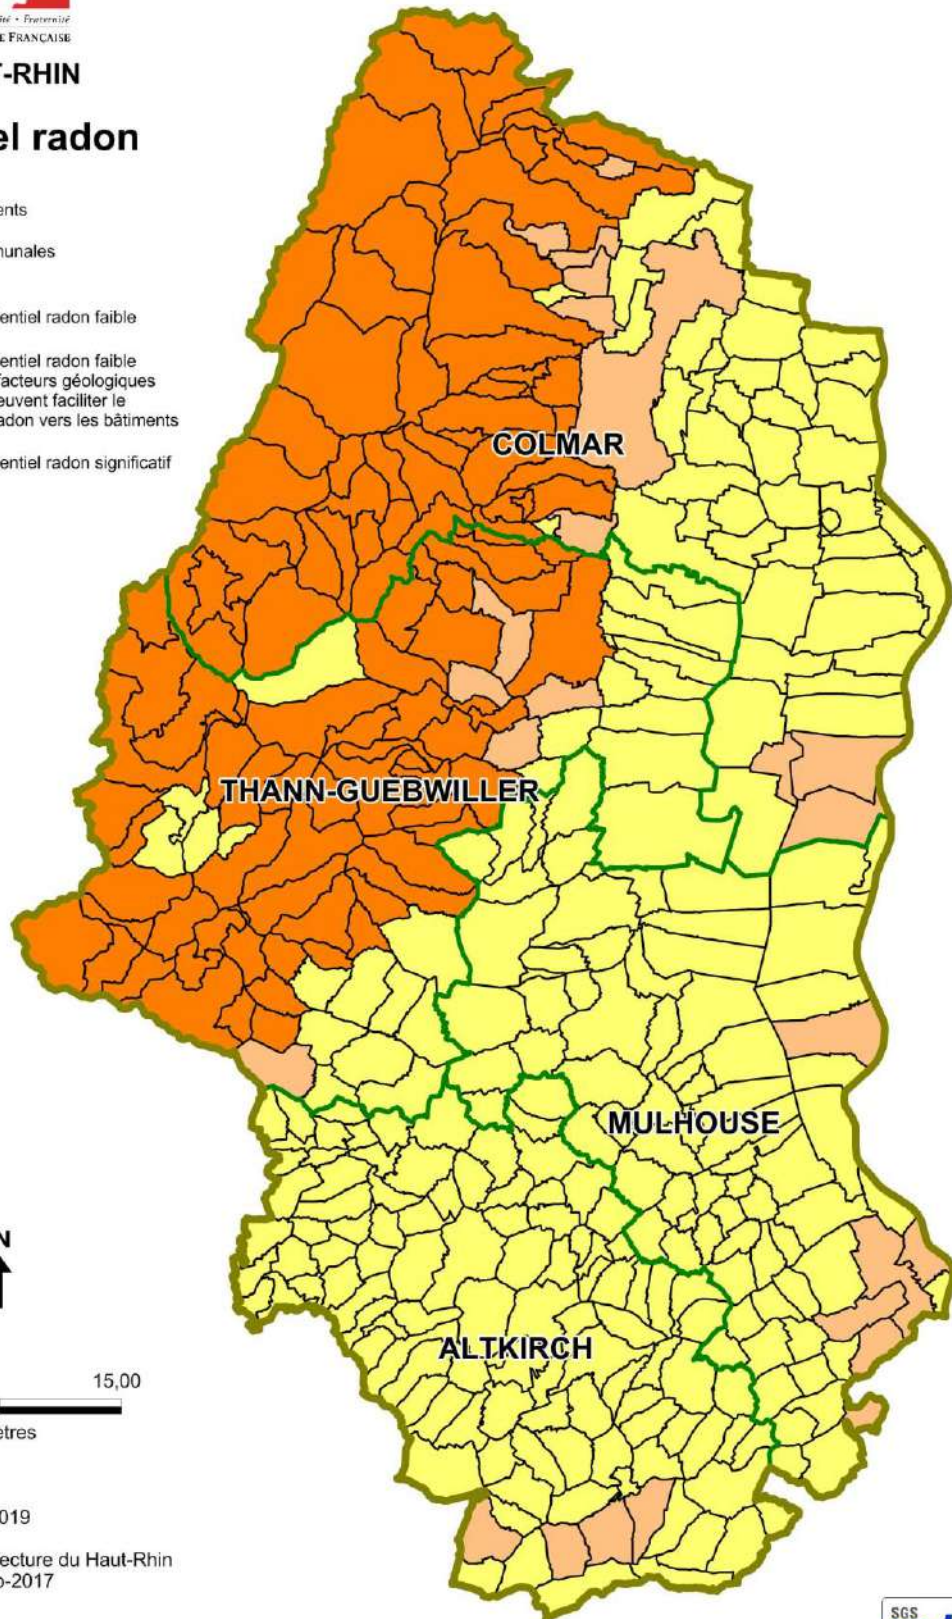 ité • Fraternité
E FRANÇAISE
T-RHIN
el radon
ents
munales
entiel radon faible
entiel radon faible
facteurs géologiques
euvent faciliter le
adon vers les bâtiments
entiel radon significatif
COLMAR
THANN-GUEBWILLER
MULHOUSE
ALTKIRCH
N
15,00
ètres
019
ecture du Haut-Rhin
o-2017
SGS